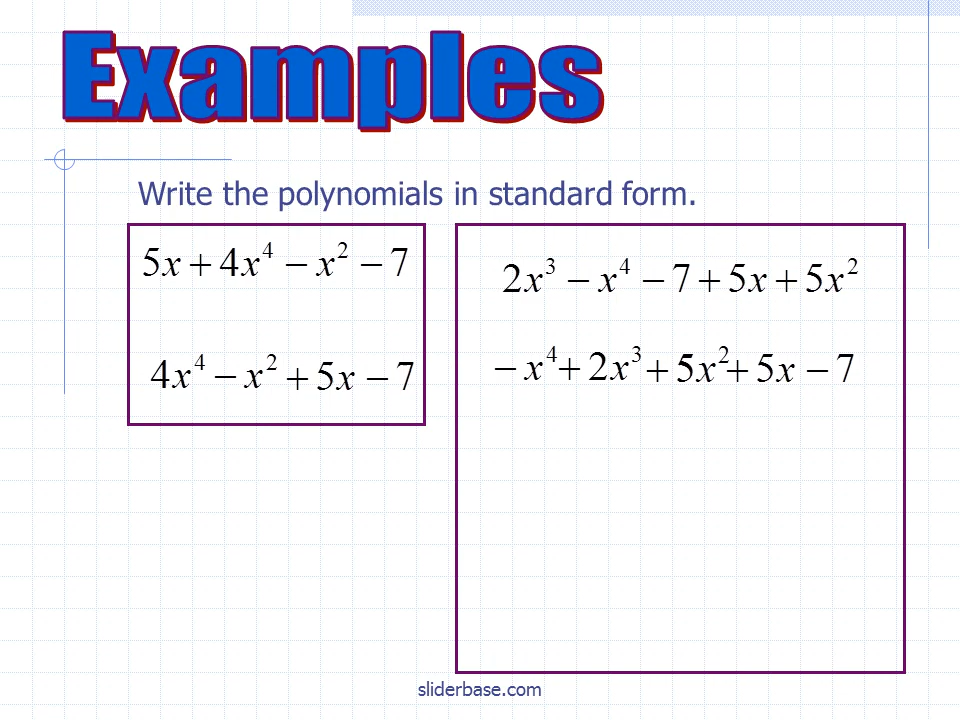 Examples
Write the polynomials in standard form.
5x + 4x⁴ − x² − 7
4x⁴ − x² + 5x − 7
2x³ − x⁴ − 7 + 5x + 5x²
− x⁴ + 2x³ + 5x² + 5x − 7
sliderbase.com